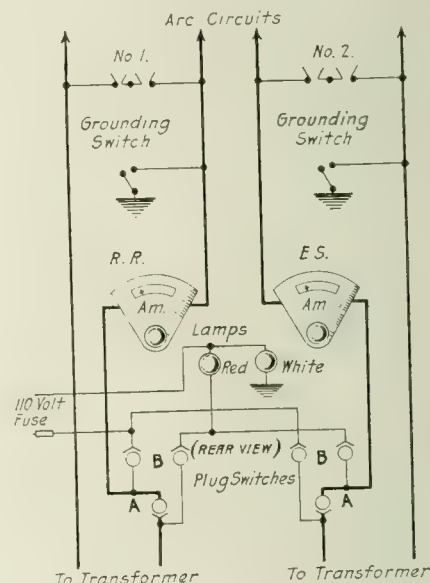 Arc Circuits
No 1.
No. 2.
Grounding
Switch
Grounding
Switch
R. R.
E S.
Am.
Am
Lamps
Red
White
110 Volt
Fuse
B
(REAR VIEW)
B
Plug Switches
A
A
To Transformer
To Transformer